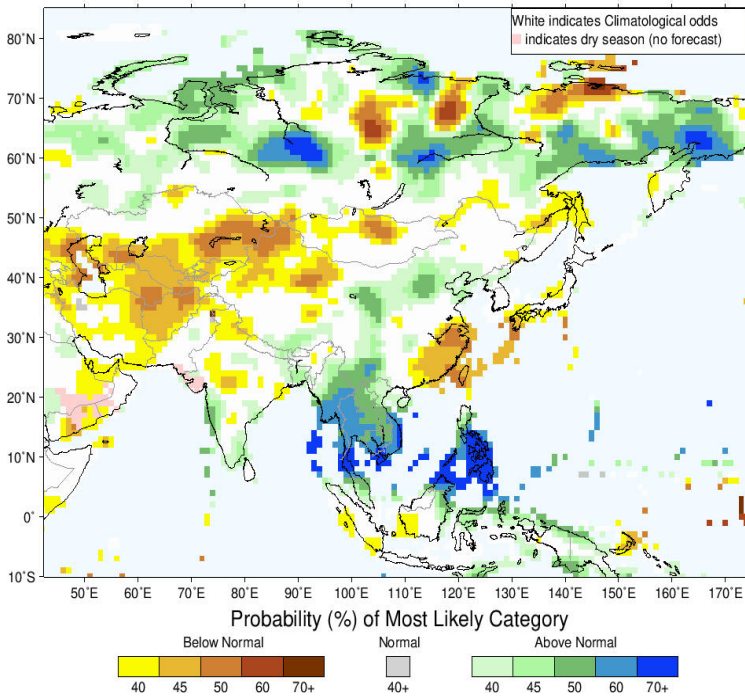 White indicates Climatological odds
indicates dry season (no forecast)
80°N
70°N
60°N
50°N
40°N
30°N
20°N
10°N
0°
10°S
50°E 60°E 70°E 80°E 90°E 100°E 110°E 120°E 130°E 140°E 150°E 160°E 170°E
Probability (%) of Most Likely Category
Below Normal Normal Above Normal
40 45 50 60 70+ 40+ 40 45 50 60 70+